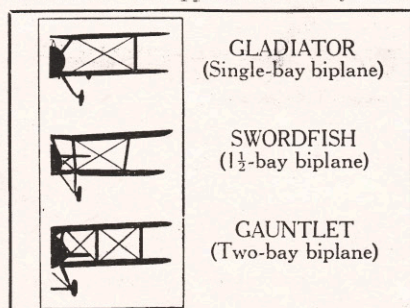 GLADIATOR
(Single-bay biplane)
SWORDFISH
(1½-bay biplane)
GAUNTLET
(Two-bay biplane)